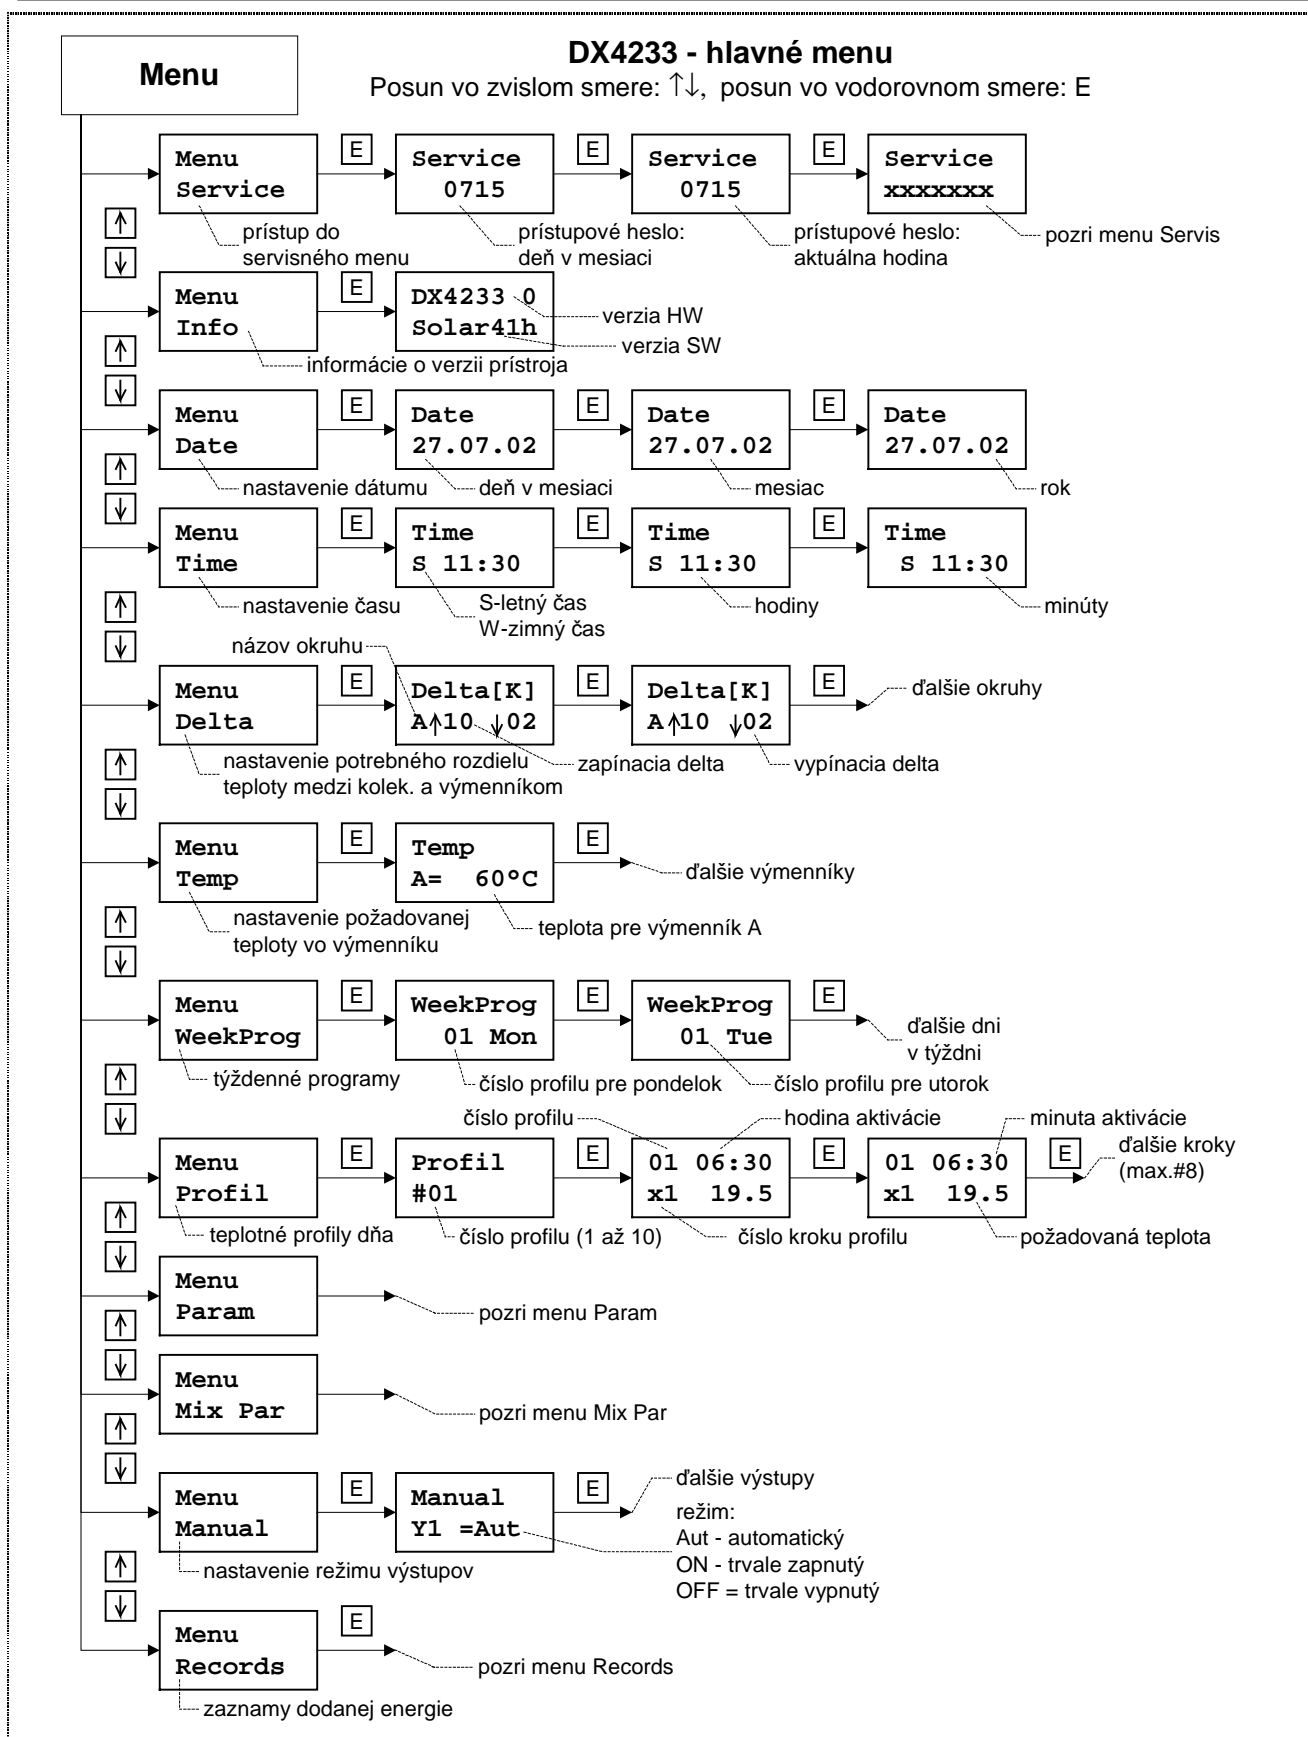 Menu
DX4233 - hlavné menu
Posun vo zvislom smere: ↑↓, posun vo vodorovnom smere: E
Menu
Service
E
Service
0715
E
Service
0715
E
Service
xxxxxxx
↑
↓
prístup do
servisného menu
prístupové heslo:
deň v mesiaci
prístupové heslo:
aktuálna hodina
pozri menu Servis
Menu
Info
E
DX4233 0
Solar41h
verzia HW
verzia SW
informácie o verzii prístroja
↑
↓
Menu
Date
E
Date
27.07.02
E
Date
27.07.02
E
Date
27.07.02
nastavenie dátumu
deň v mesiaci
mesiac
rok
↑
↓
Menu
Time
E
Time
S 11:30
E
Time
S 11:30
E
Time
S 11:30
nastavenie času
S-letný čas
W-zimný čas
hodiny
minúty
↑
↓
názov okruhu
Menu
Delta
E
Delta[K]
A↑10 ↓02
E
Delta[K]
A↑10 ↓02
E
ďalšie okruhy
nastavenie potrebného rozdielu
teploty medzi kolek. a výmenníkom
zapínacia delta
vypínacia delta
↑
↓
Menu
Temp
E
Temp
A= 60°C
E
ďalšie výmenníky
nastavenie požadovanej
teploty vo výmenníku
teplota pre výmenník A
↑
↓
Menu
WeekProg
E
WeekProg
01 Mon
E
WeekProg
01 Tue
E
ďalšie dni
v týždni
týždenné programy
číslo profilu pre pondelok
číslo profilu pre utorok
↑
↓
číslo profilu
hodina aktivácie
minuta aktivácie
Menu
Profil
E
Profil
#01
E
01 06:30
x1 19.5
E
01 06:30
x1 19.5
E
ďalšie kroky
(max.#8)
teplotné profily dňa
číslo profilu (1 až 10)
číslo kroku profilu
požadovaná teplota
↑
↓
Menu
Param
pozri menu Param
↑
↓
Menu
Mix Par
pozri menu Mix Par
↑
↓
Menu
Manual
E
Manual
Y1 =Aut
E
ďalšie výstupy
režim:
Aut - automatický
ON - trvale zapnutý
OFF = trvale vypnutý
nastavenie režimu výstupov
↑
↓
Menu
Records
E
pozri menu Records
zaznamy dodanej energie